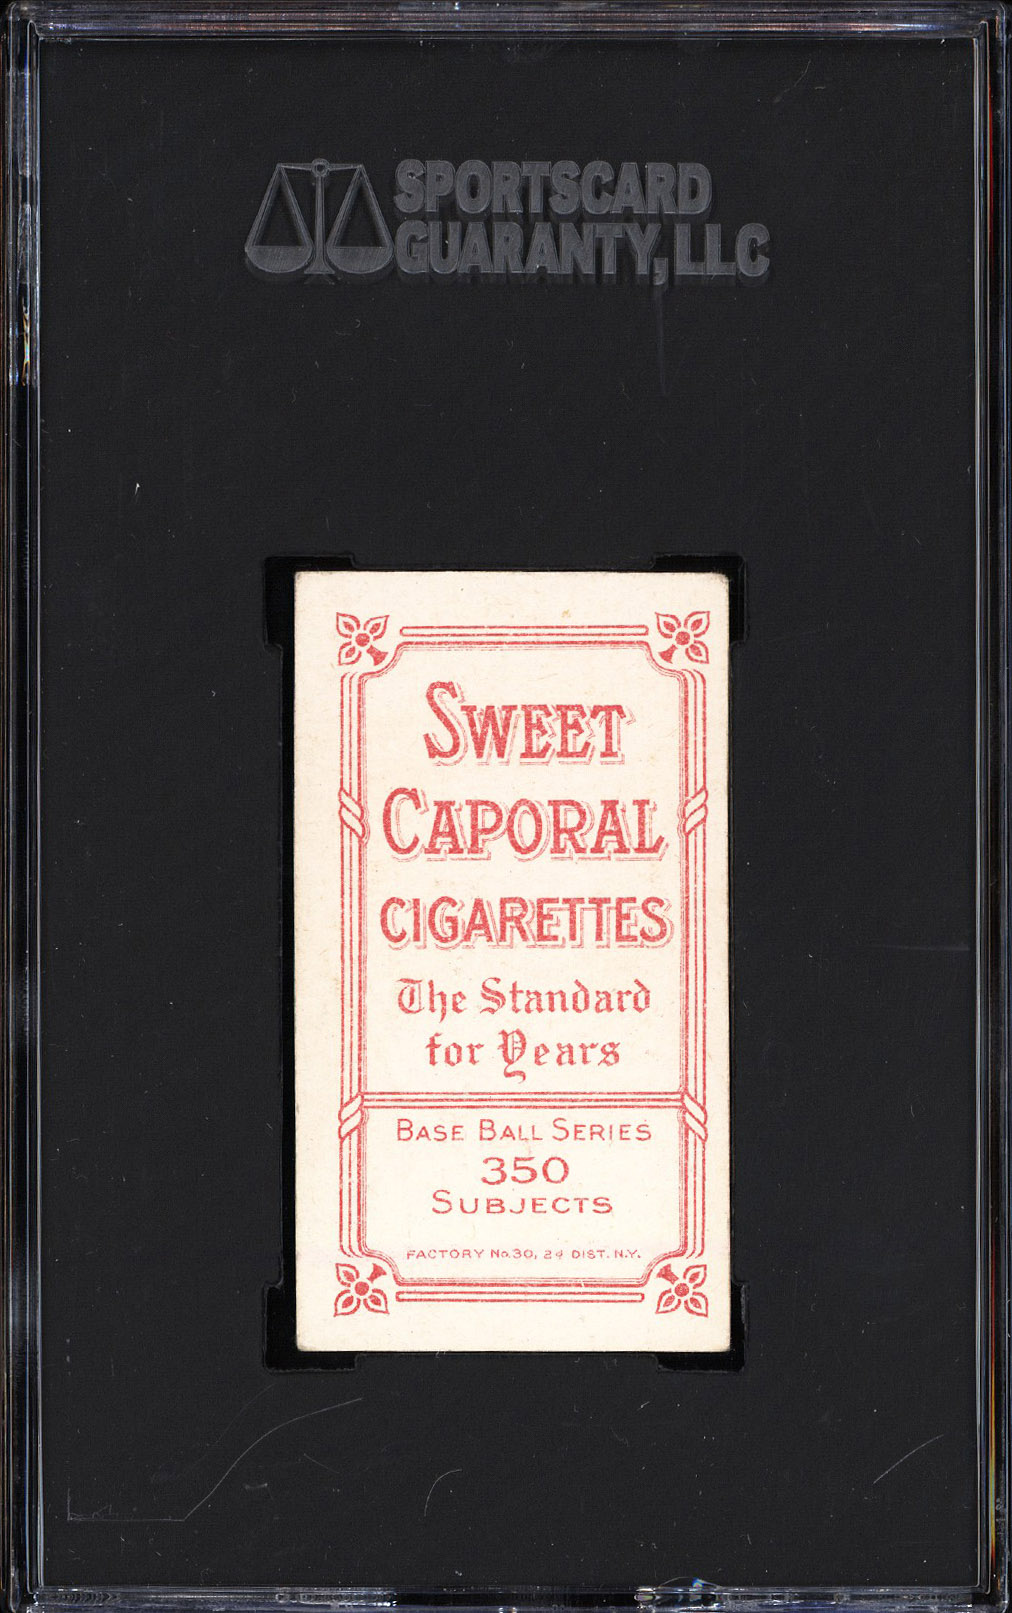 SPORTSCARD
GUARANTY, LLC
SWEET
CAPORAL
CIGARETTES
The Standard
for Years
BASE BALL SERIES
350
SUBJECTS
FACTORY No. 30, 2d DIST. N.Y.